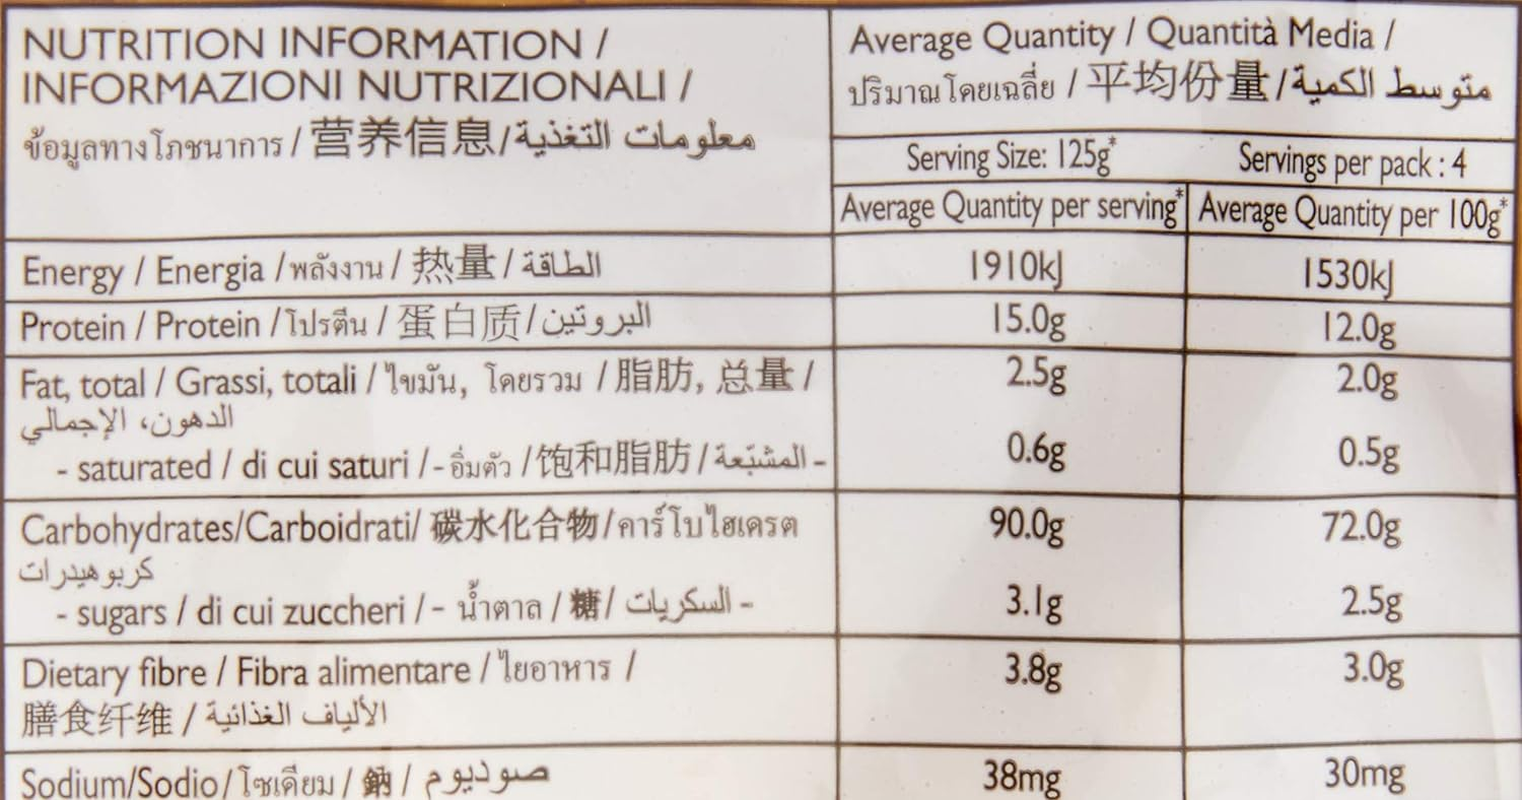 NUTRITION INFORMATION /
INFORMAZIONI NUTRIZIONALI /
ข้อมูลทางโภชนาการ / 营养信息 / معلومات التغذية
Average Quantity / Quantità Media /
ปริมาณโดยเฉลี่ย / 平均份量 / متوسط الكمية
Serving Size: 125g* Servings per pack : 4
Average Quantity per serving* Average Quantity per 100g*
Energy / Energia / พลังงาน / 热量 / الطاقة 1910kJ 1530kJ
Protein / Protein / โปรตีน / 蛋白质 / البروتين 15.0g 12.0g
Fat, total / Grassi, totali / ไขมัน, โดยรวม / 脂肪, 总量 / 2.5g 2.0g
الدهون، الإجمالي
- saturated / di cui saturi / - อิ่มตัว / 饱和脂肪 / المشبّعة - 0.6g 0.5g
Carbohydrates/Carboidrati/ 碳水化合物/คาร์โบไฮเดรต 90.0g 72.0g
كربوهيدرات
- sugars / di cui zuccheri / - น้ำตาล / 糖 / السكريات - 3.1g 2.5g
Dietary fibre / Fibra alimentare / ไยอาหาร / 3.8g 3.0g
膳食纤维 / الألياف الغذائية
Sodium/Sodio/โซเดียม / 鈉 / صوديوم 38mg 30mg